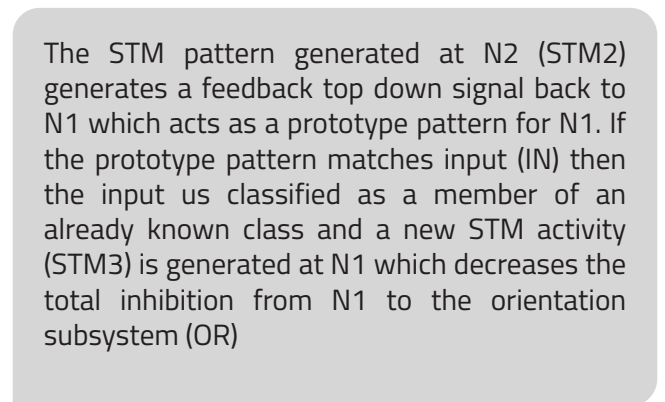 The STM pattern generated at N2 (STM2)
generates a feedback top down signal back to
N1 which acts as a prototype pattern for N1. If
the prototype pattern matches input (IN) then
the input us classified as a member of an
already known class and a new STM activity
(STM3) is generated at N1 which decreases the
total inhibition from N1 to the orientation
subsystem (OR)